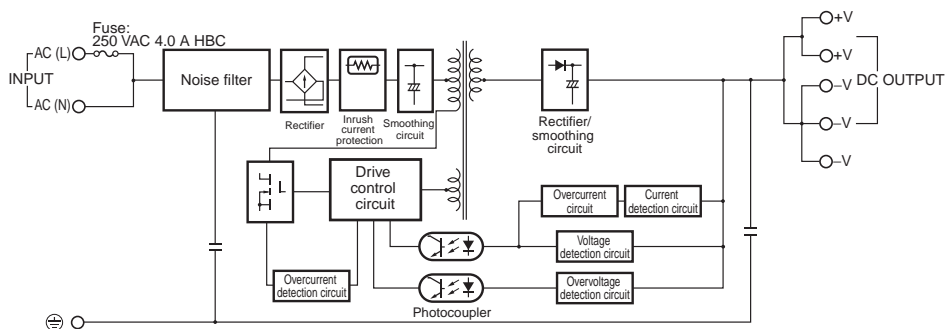 Fuse:
250 VAC 4.0 A HBC
AC (L)
INPUT
AC (N)
Noise filter
Rectifier
Inrush
current
protection
Smoothing
circuit
Rectifier/
smoothing
circuit
+V
+V
DC OUTPUT
–V
–V
–V
Drive
control
circuit
Overcurrent
circuit
Current
detection circuit
Voltage
detection circuit
Overcurrent
detection circuit
Overvoltage
detection circuit
Photocoupler